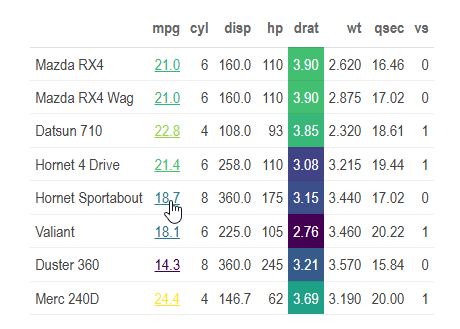 mpg cyl disp hp drat wt qsec vs
Mazda RX4 21.0 6 160.0 110 3.90 2.620 16.46 0
Mazda RX4 Wag 21.0 6 160.0 110 3.90 2.875 17.02 0
Datsun 710 22.8 4 108.0 93 3.85 2.320 18.61 1
Hornet 4 Drive 21.4 6 258.0 110 3.08 3.215 19.44 1
Hornet Sportabout 18.7 8 360.0 175 3.15 3.440 17.02 0
Valiant 18.1 6 225.0 105 2.76 3.460 20.22 1
Duster 360 14.3 8 360.0 245 3.21 3.570 15.84 0
Merc 240D 24.4 4 146.7 62 3.69 3.190 20.00 1